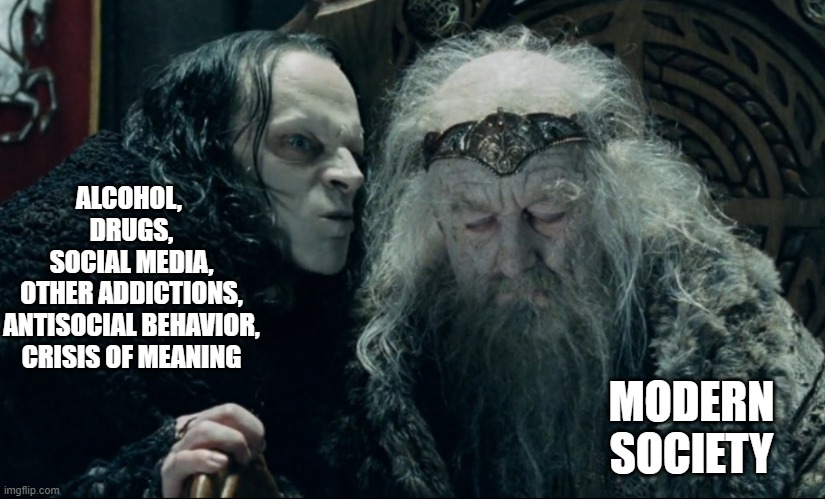 ALCOHOL,
DRUGS,
SOCIAL MEDIA,
OTHER ADDICTIONS,
ANTISOCIAL BEHAVIOR,
CRISIS OF MEANING
MODERN
SOCIETY
imgflip.com